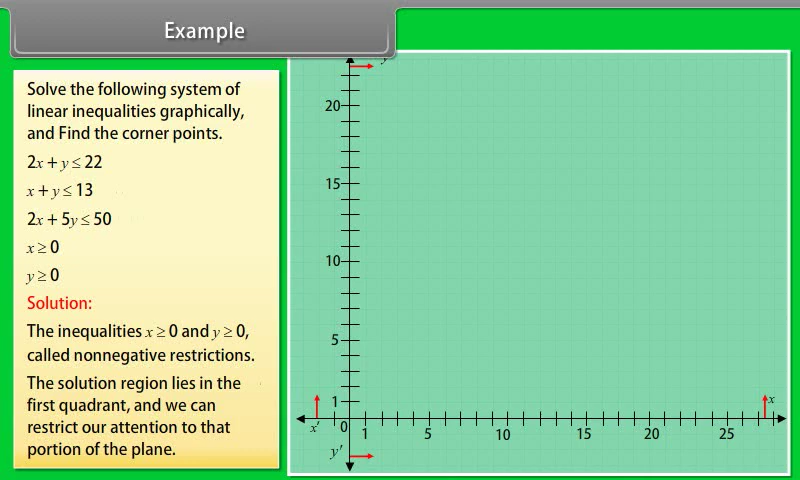 Example
Solve the following system of
linear inequalities graphically,
and Find the corner points.
2x + y ≤ 22
x + y ≤ 13
2x + 5y ≤ 50
x ≥ 0
y ≥ 0
Solution:
The inequalities x ≥ 0 and y ≥ 0,
called nonnegative restrictions.
The solution region lies in the
first quadrant, and we can
restrict our attention to that
portion of the plane.
y
20
15
10
5
1
x
x′ 0 1 5 10 15 20 25
y′